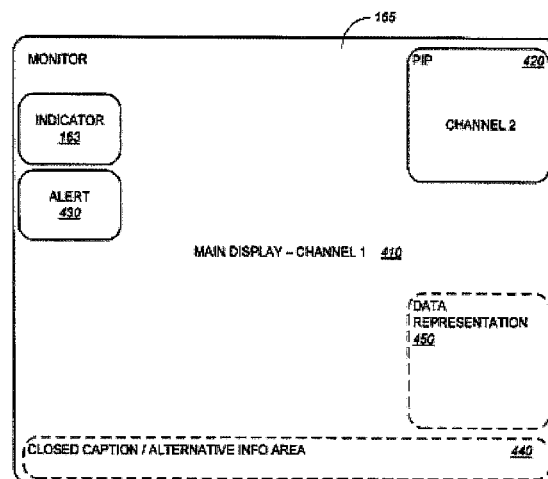 165
MONITOR
PIP 420
CHANNEL 2
INDICATOR
163
ALERT
430
MAIN DISPLAY – CHANNEL 1 410
DATA
REPRESENTATION
450
CLOSED CAPTION / ALTERNATIVE INFO AREA 440